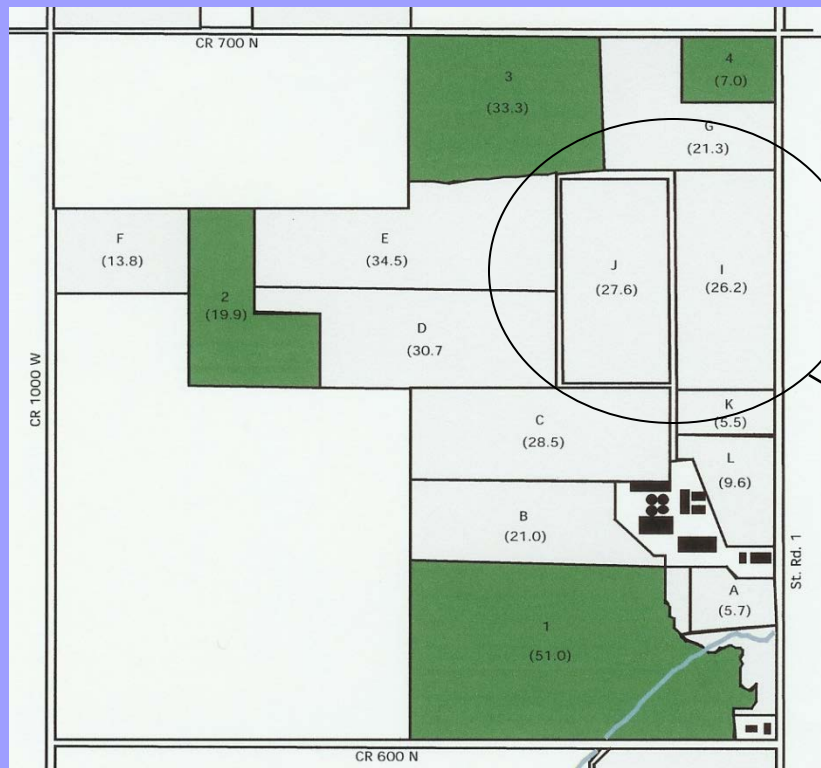 CR 700 N
3
(33.3)
4
(7.0)
G
(21.3)
F
(13.8)
E
(34.5)
J
(27.6)
I
(26.2)
2
(19.9)
D
(30.7
CR 1000 W
C
(28.5)
K
(5.5)
L
(9.6)
B
(21.0)
St. Rd. 1
A
(5.7)
1
(51.0)
CR 600 N